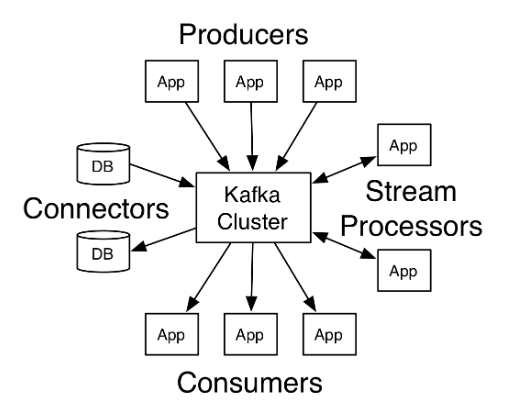 Producers
App
App
App
DB
App
Connectors
Kafka
Cluster
Stream
Processors
DB
App
App
App
App
Consumers